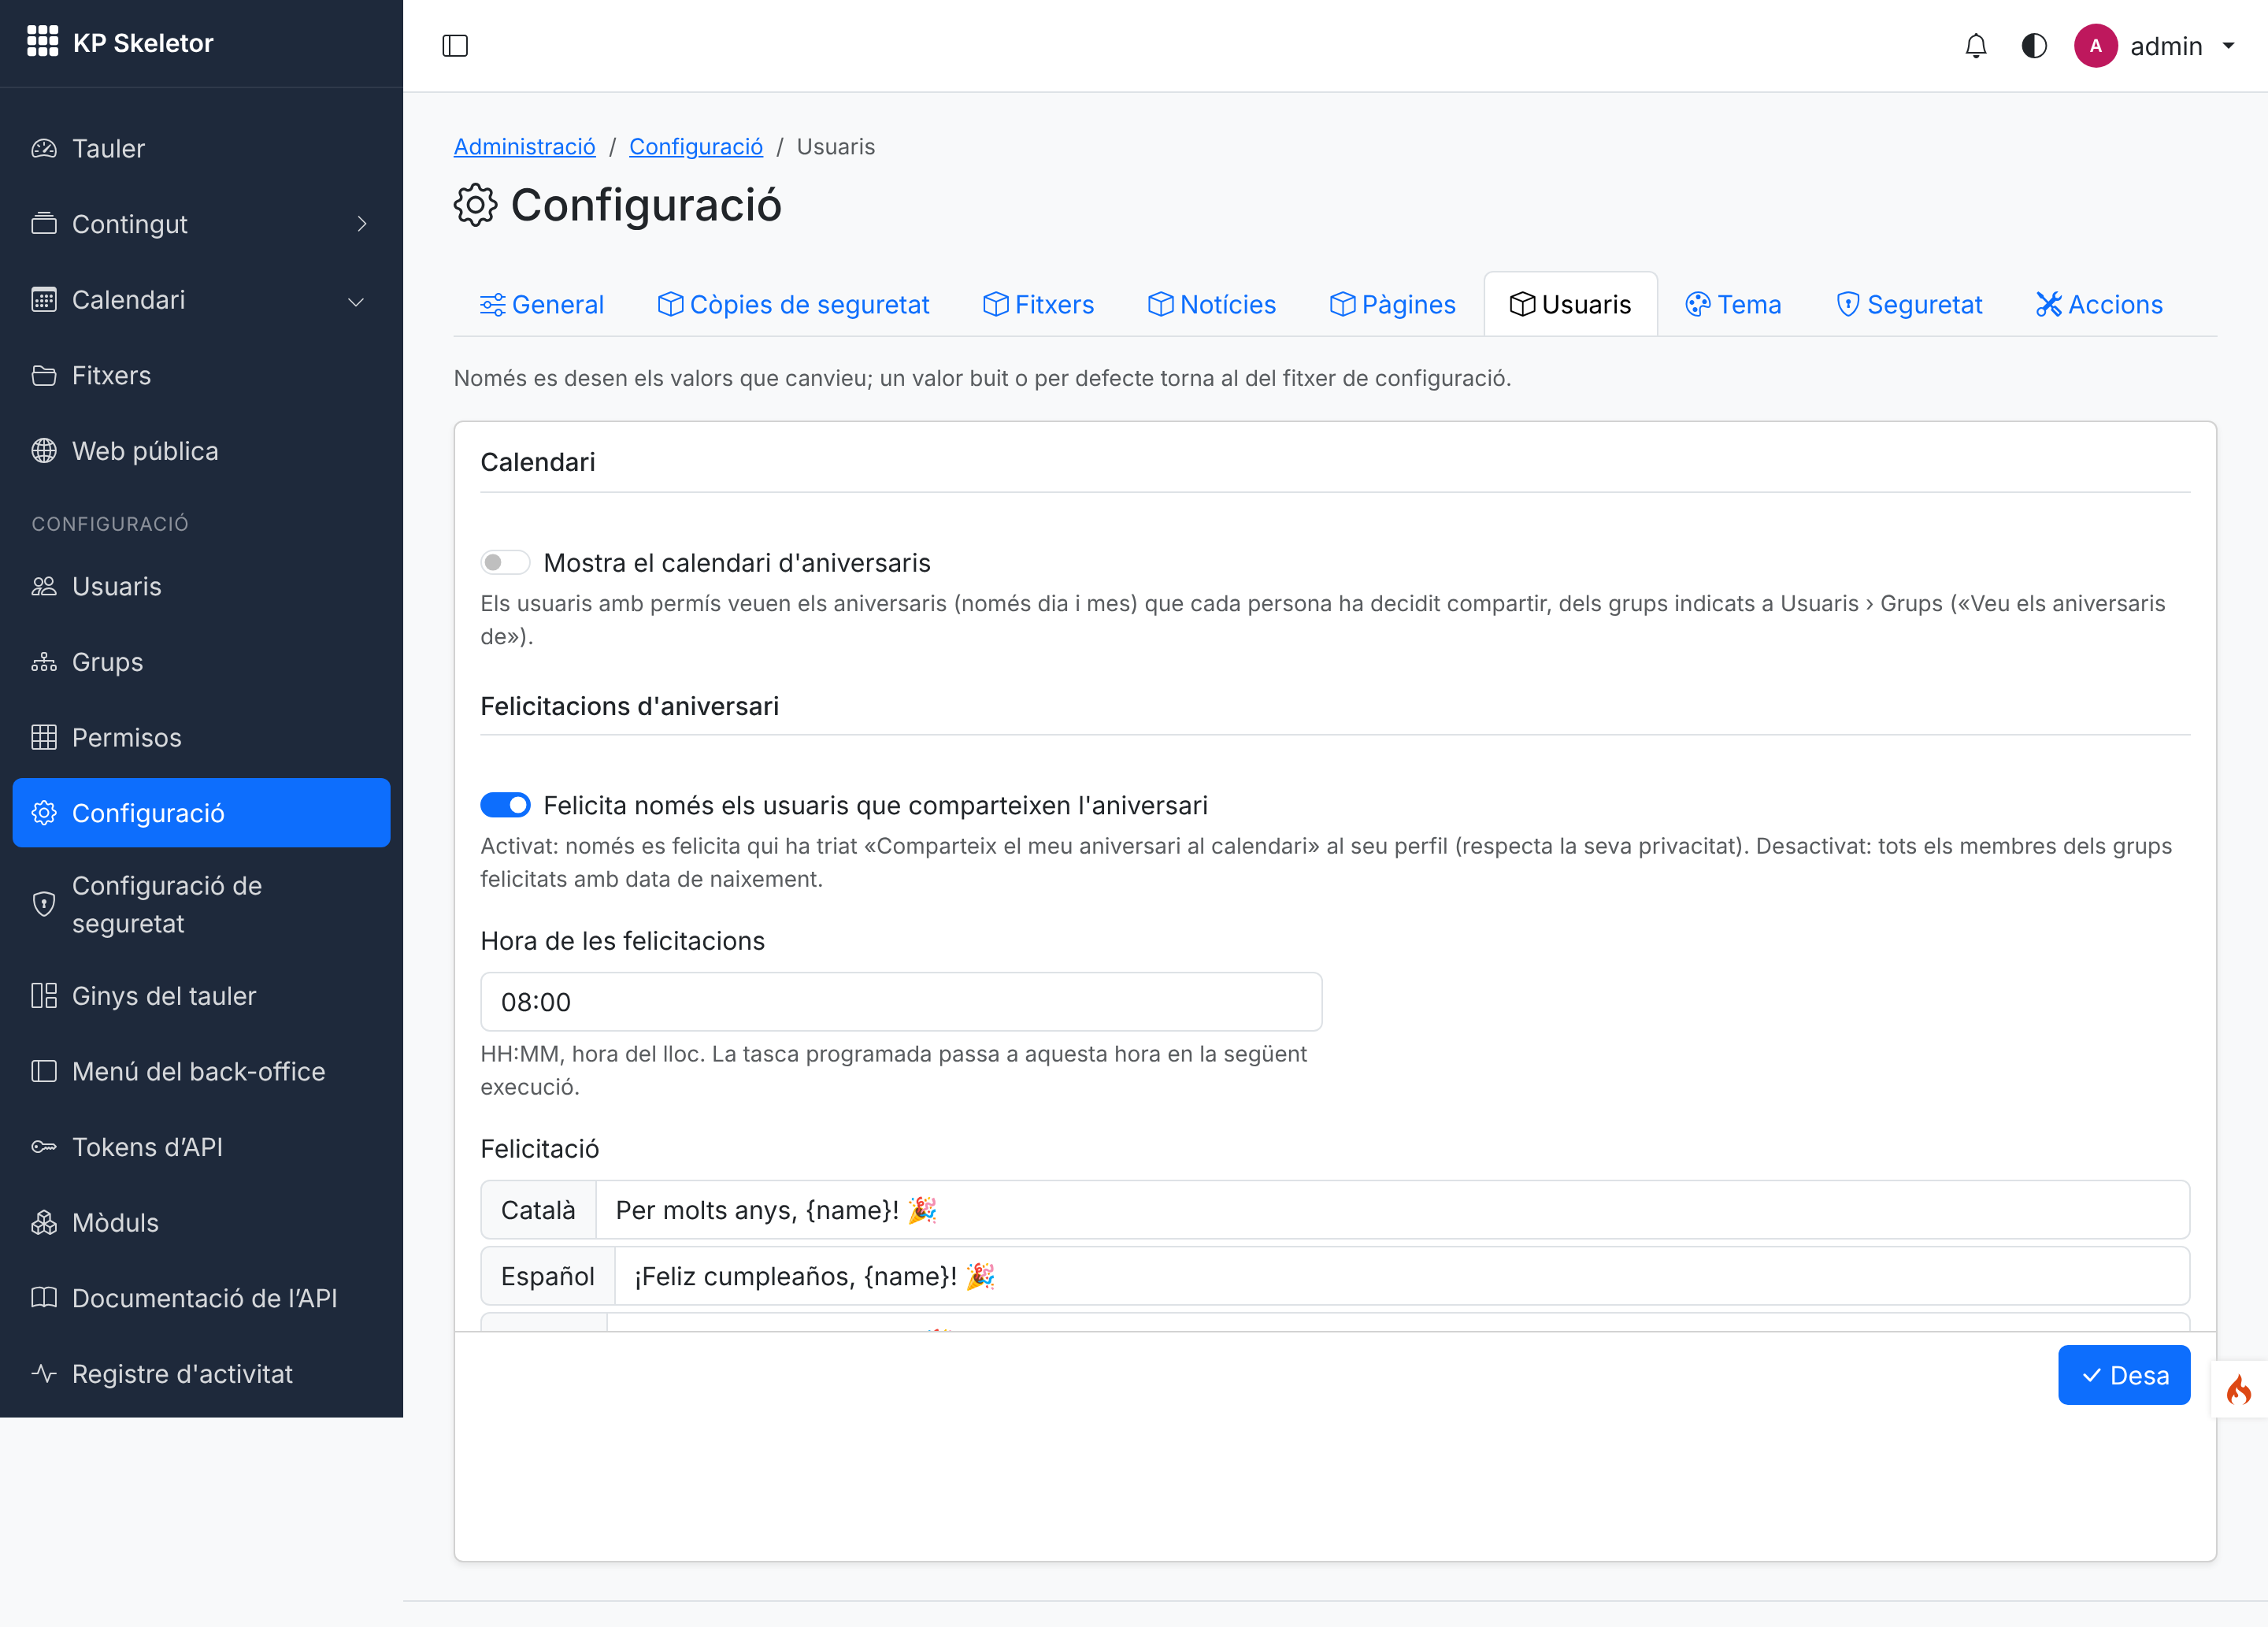 KP Skeletor
A admin
Tauler
Contingut
Calendari
Fitxers
Web pública
CONFIGURACIÓ
Usuaris
Grups
Permisos
Configuració
Configuració de
seguretat
Ginys del tauler
Menú del back-office
Tokens d’API
Mòduls
Documentació de l’API
Registre d'activitat
Administració / Configuració / Usuaris
Configuració
General Còpies de seguretat Fitxers Notícies Pàgines Usuaris Tema Seguretat Accions
Només es desen els valors que canvieu; un valor buit o per defecte torna al del fitxer de configuració.
Calendari
Mostra el calendari d'aniversaris
Els usuaris amb permís veuen els aniversaris (només dia i mes) que cada persona ha decidit compartir, dels grups indicats a Usuaris › Grups («Veu els aniversaris
de»).
Felicitacions d'aniversari
Felicita només els usuaris que comparteixen l'aniversari
Activat: només es felicita qui ha triat «Comparteix el meu aniversari al calendari» al seu perfil (respecta la seva privacitat). Desactivat: tots els membres dels grups
felicitats amb data de naixement.
Hora de les felicitacions
08:00
HH:MM, hora del lloc. La tasca programada passa a aquesta hora en la següent
execució.
Felicitació
Català Per molts anys, {name}! 🎉
Español ¡Feliz cumpleaños, {name}! 🎉
Desa